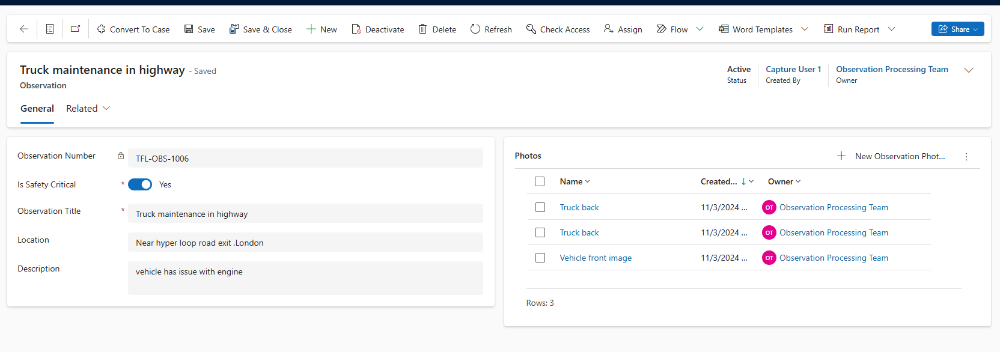 Convert To Case Save Save & Close New Deactivate Delete Refresh Check Access Assign Flow Word Templates Run Report Share
Truck maintenance in highway - Saved
Observation
Active
Status
Capture User 1
Created By
Observation Processing Team
Owner
General Related
Observation Number TFL-OBS-1006
Is Safety Critical * Yes
Observation Title * Truck maintenance in highway
Location Near hyper loop road exit ,London
Description vehicle has issue with engine
Photos New Observation Phot...
Name Created... ↓ Owner
Truck back 11/3/2024 ... OT Observation Processing Team
Truck back 11/3/2024 ... OT Observation Processing Team
Vehicle front image 11/3/2024 ... OT Observation Processing Team
Rows: 3